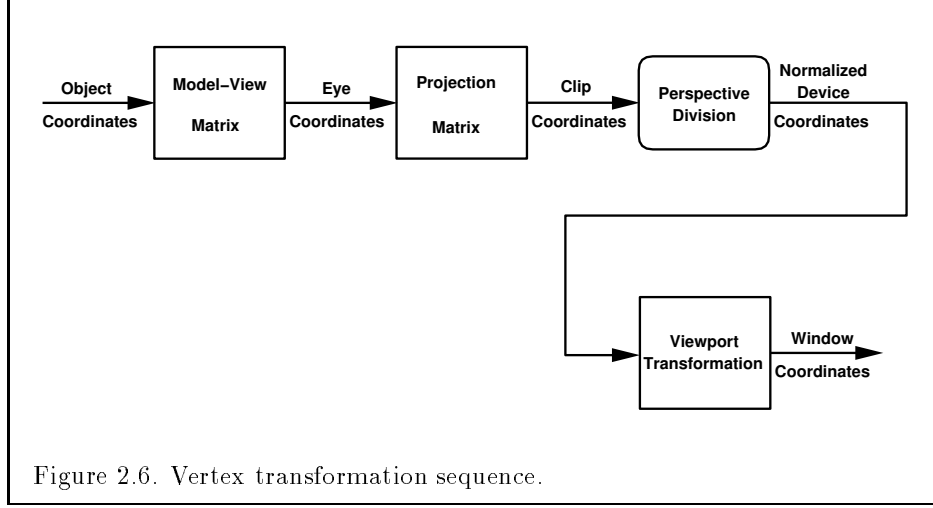 Object
Coordinates
Model–View
Matrix
Eye
Coordinates
Projection
Matrix
Clip
Coordinates
Perspective
Division
Normalized
Device
Coordinates
Viewport
Transformation
Window
Coordinates
Figure 2.6. Vertex transformation sequence.